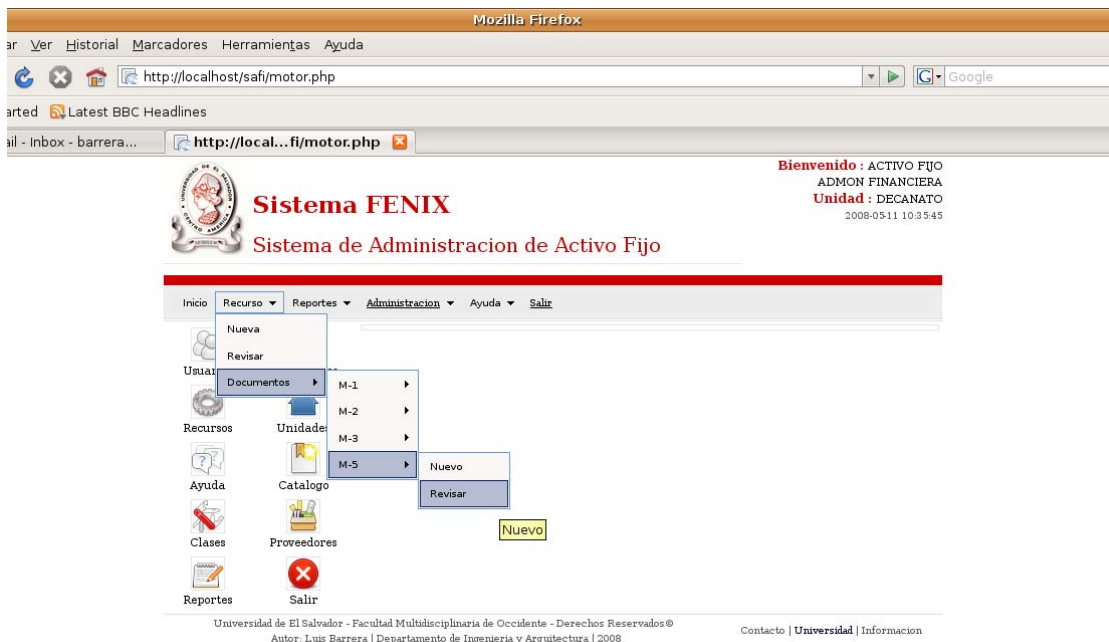 Mozilla Firefox
ar Ver Historial Marcadores Herramientas Ayuda
http://localhost/safi/motor.php
G Google
arted Latest BBC Headlines
ail - Inbox - barrera...
http://local...fi/motor.php
Bienvenido : ACTIVO FIJO
ADMON FINANCIERA
Unidad : DECANATO
2008-05-11 10:35:45
Sistema FENIX
Sistema de Administracion de Activo Fijo
Inicio Recurso Reportes Administracion Ayuda Salir
Nueva
Revisar
Usuar
Documentos
M-1
M-2
Recursos Unidades
M-3
M-5
Nuevo
Ayuda Catalogo
Revisar
Nuevo
Clases Proveedores
Reportes Salir
Universidad de El Salvador - Facultad Multidisciplinaria de Occidente - Derechos Reservados®
Autor: Luis Barrera | Departamento de Ingenieria y Arquitectura | 2008
Contacto | Universidad | Informacion